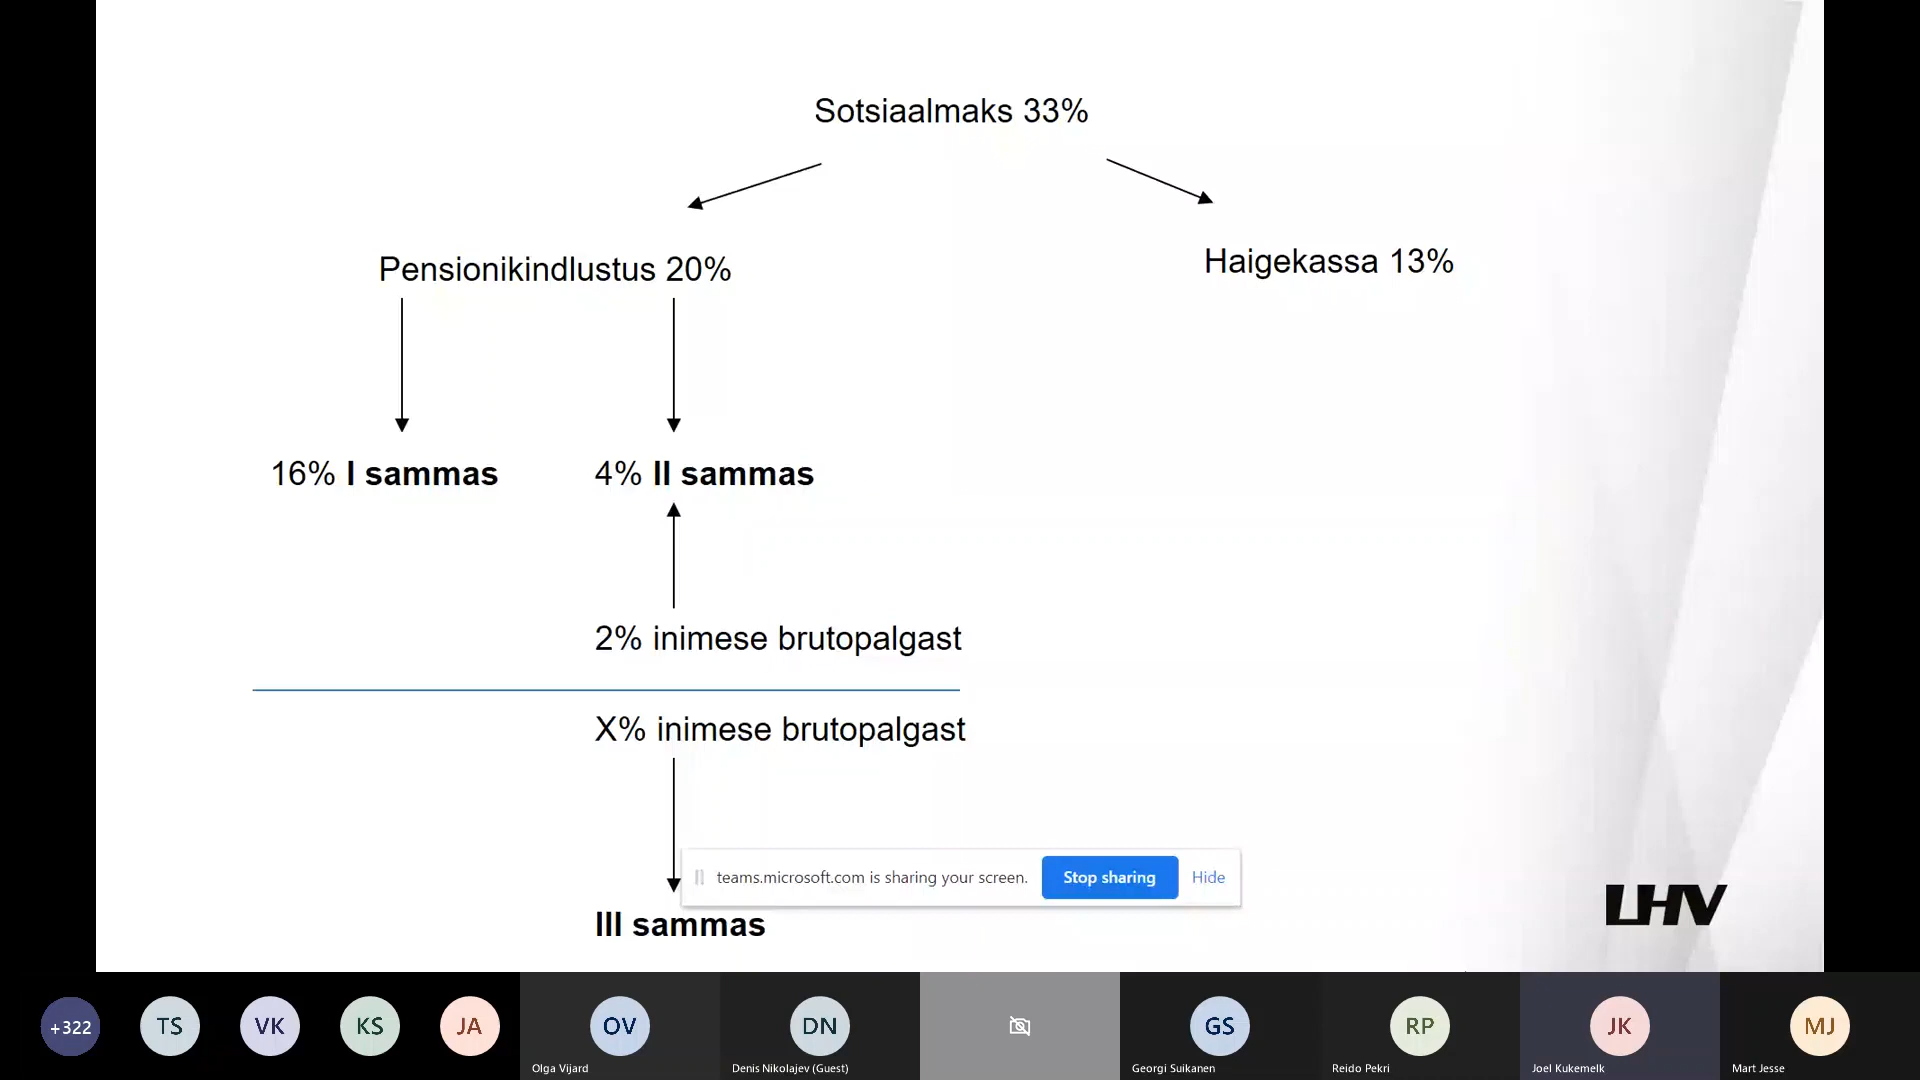 Sotsiaalmaks 33%
Pensionikindlustus 20%
Haigekassa 13%
16% I sammas
4% II sammas
2% inimese brutopalgast
X% inimese brutopalgast
teams.microsoft.com is sharing your screen.
Stop sharing
Hide
III sammas
LHV
+322
TS
VK
KS
JA
OV
DN
GS
RP
JK
MJ
Olga Vijard
Denis Nikolajev (Guest)
Georgi Suikanen
Reido Pekri
Joel Kukemelk
Mart Jesse